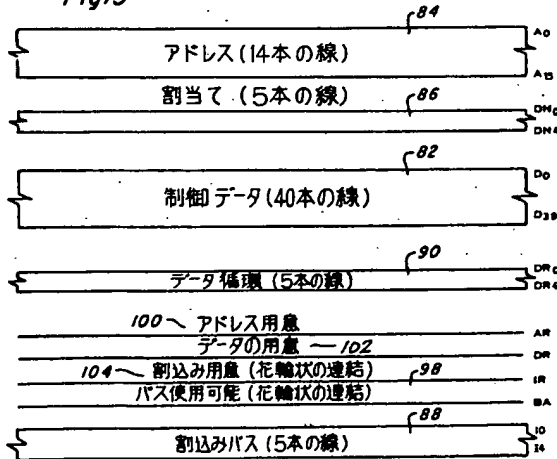 84
アドレス(14本の線)
A0
A15
割当て (5本の線)
86
DN0
DN4
82
制御データ(40本の線)
D0
D39
90
データ循環(5本の線)
DR0
DR4
100 アドレス用意
AR
データの用意 102
DR
104 割込み用意 (花輪状の連結) 98
IR
バス使用可能 (花輪状の連結)
BA
88
割込みバス (5本の線)
I0
I4